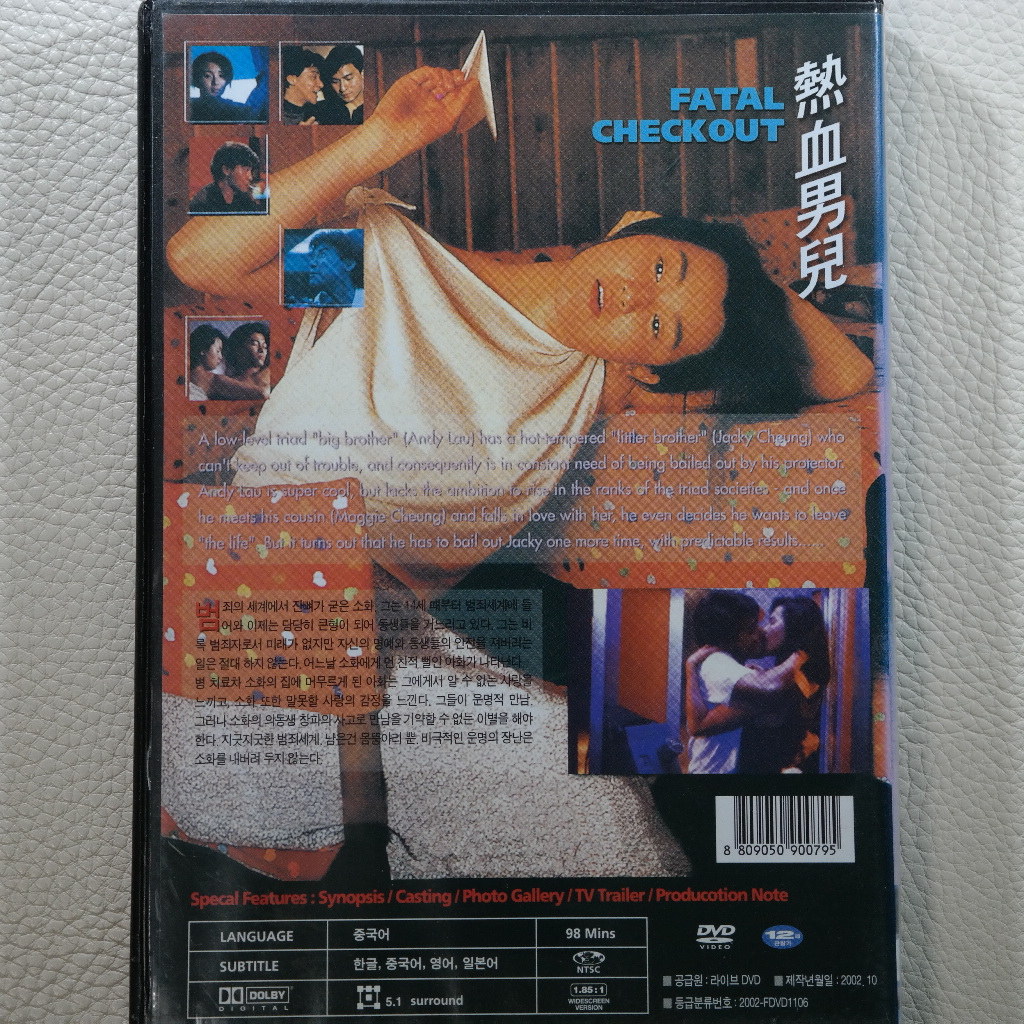 熱血男兒
FATAL
CHECKOUT
A low-level triad "big brother" (Andy Lau) has a hot-tempered "littler brother" (Jacky Cheung) who
can't keep out of trouble, and consequently is in constant need of being bailed out by his protector.
Andy Lau is super cool, but lacks the ambition to rise in the ranks of the triad societies - and once
he meets his cousin (Maggie Cheung) and falls in love with her, he even decides he wants to leave
"the life". But it turns out that he has to bail out Jacky one more time, with predictable results......
범죄의 세계에서 잔뼈가 굵은 소화. 그는 14세 때부터 범죄세계에 들
어와 이제는 당당히 큰형이 되어 동생들을 거느리고 있다. 그는 비
록 범죄자로서 미래가 없지만 자신의 명예와 동생들의 안전을 저버리는
일은 절대 하지 않는다. 어느날 소화에게 먼 친척 뻘인 아화가 나타난다.
병 치료차 소화의 집에 머무르게 된 아화는 그에게서 알 수 없는 사랑을
느끼고, 소화 또한 말못할 사랑의 감정을 느낀다. 그들이 운명적 만남,
그러나 소화의 의동생 창파의 사고로 만남을 기약할 수 없는 이별을 해야
한다. 지긋지긋한 범죄세계, 남은건 몸뚱아리 뿐, 비극적인 운명의 장난은
소화를 내버려 두지 않는다.
8 809050 900795
Specal Features : Synopsis / Casting / Photo Gallery / TV Trailer / Producotion Note
LANGUAGE 중국어 98 Mins
SUBTITLE 한글, 중국어, 영어, 일본어 NTSC
DOLBY DIGITAL 5.1 surround 1.85:1 WIDESCREEN VERSION
DVD VIDEO
12세 관람가
공급원 : 라이브 DVD 제작년월일 : 2002. 10
등급분류번호 : 2002-FDVD1106